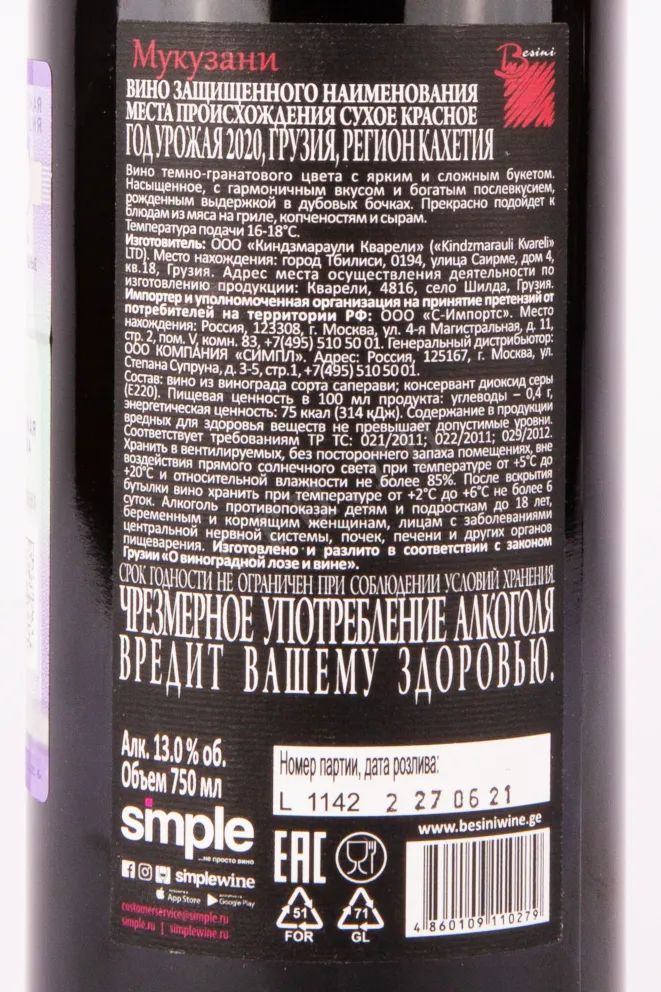 Мукузани
Besini
ВИНО ЗАЩИЩЕННОГО НАИМЕНОВАНИЯ
МЕСТА ПРОИСХОЖДЕНИЯ СУХОЕ КРАСНОЕ
ГОД УРОЖАЯ 2020, ГРУЗИЯ, РЕГИОН КАХЕТИЯ
Вино темно-гранатового цвета с ярким и сложным букетом.
Насыщенное, с гармоничным вкусом и богатым послевкусием,
рожденным выдержкой в дубовых бочках. Прекрасно подойдет к
блюдам из мяса на гриле, копченостям и сырам.
Температура подачи 16-18°С.
Изготовитель: ООО «Киндзмараули Кварели» («Kindzmarauli Kvareli»
LTD). Место нахождения: город Тбилиси, 0194, улица Саирме, дом 4,
кв.18, Грузия. Адрес места осуществления деятельности по
изготовлению продукции: Кварели, 4816, село Шилда, Грузия.
Импортер и уполномоченная организация на принятие претензий от
потребителей на территории РФ: ООО «С-Импортс». Место
нахождения: Россия, 123308, г. Москва, ул. 4-я Магистральная, д. 11,
стр. 2, пом. V, комн. 83, +7(495) 510 50 01. Генеральный дистрибьютор:
ООО КОМПАНИЯ «СИМПЛ». Адрес: Россия, 125167, г. Москва, ул.
Степана Супруна, д. 3-5, стр.1, +7(495) 510 50 01.
Состав: вино из винограда сорта саперави; консервант диоксид серы
(Е220). Пищевая ценность в 100 мл продукта: углеводы – 0,4 г,
энергетическая ценность: 75 ккал (314 кДж). Содержание в продукции
вредных для здоровья веществ не превышает допустимые уровни.
Соответствует требованиям ТР ТС: 021/2011; 022/2011; 029/2012.
Хранить в вентилируемых, без постороннего запаха помещениях, вне
воздействия прямого солнечного света при температуре от +5°С до
+20°С и относительной влажности не более 85%. После вскрытия
бутылки вино хранить при температуре от +2°С до +6°С не более 6
суток. Алкоголь противопоказан детям и подросткам до 18 лет,
беременным и кормящим женщинам, лицам с заболеваниями
центральной нервной системы, почек, печени и других органов
пищеварения. Изготовлено и разлито в соответствии с законом
Грузии «О виноградной лозе и вине».
СРОК ГОДНОСТИ НЕ ОГРАНИЧЕН ПРИ СОБЛЮДЕНИИ УСЛОВИЙ ХРАНЕНИЯ.
ЧРЕЗМЕРНОЕ УПОТРЕБЛЕНИЕ АЛКОГОЛЯ
ВРЕДИТ ВАШЕМУ ЗДОРОВЬЮ.
Алк. 13.0 % об.
Объем 750 мл
Номер партии, дата розлива:
L 1142 2 27 06 21
simple
...не просто вино
simplewine
App Store
Google Play
customerservice@simple.ru
simple.ru | simplewine.ru
EAC
51
FOR
71
GL
www.besiniwine.ge
4 860109 110279